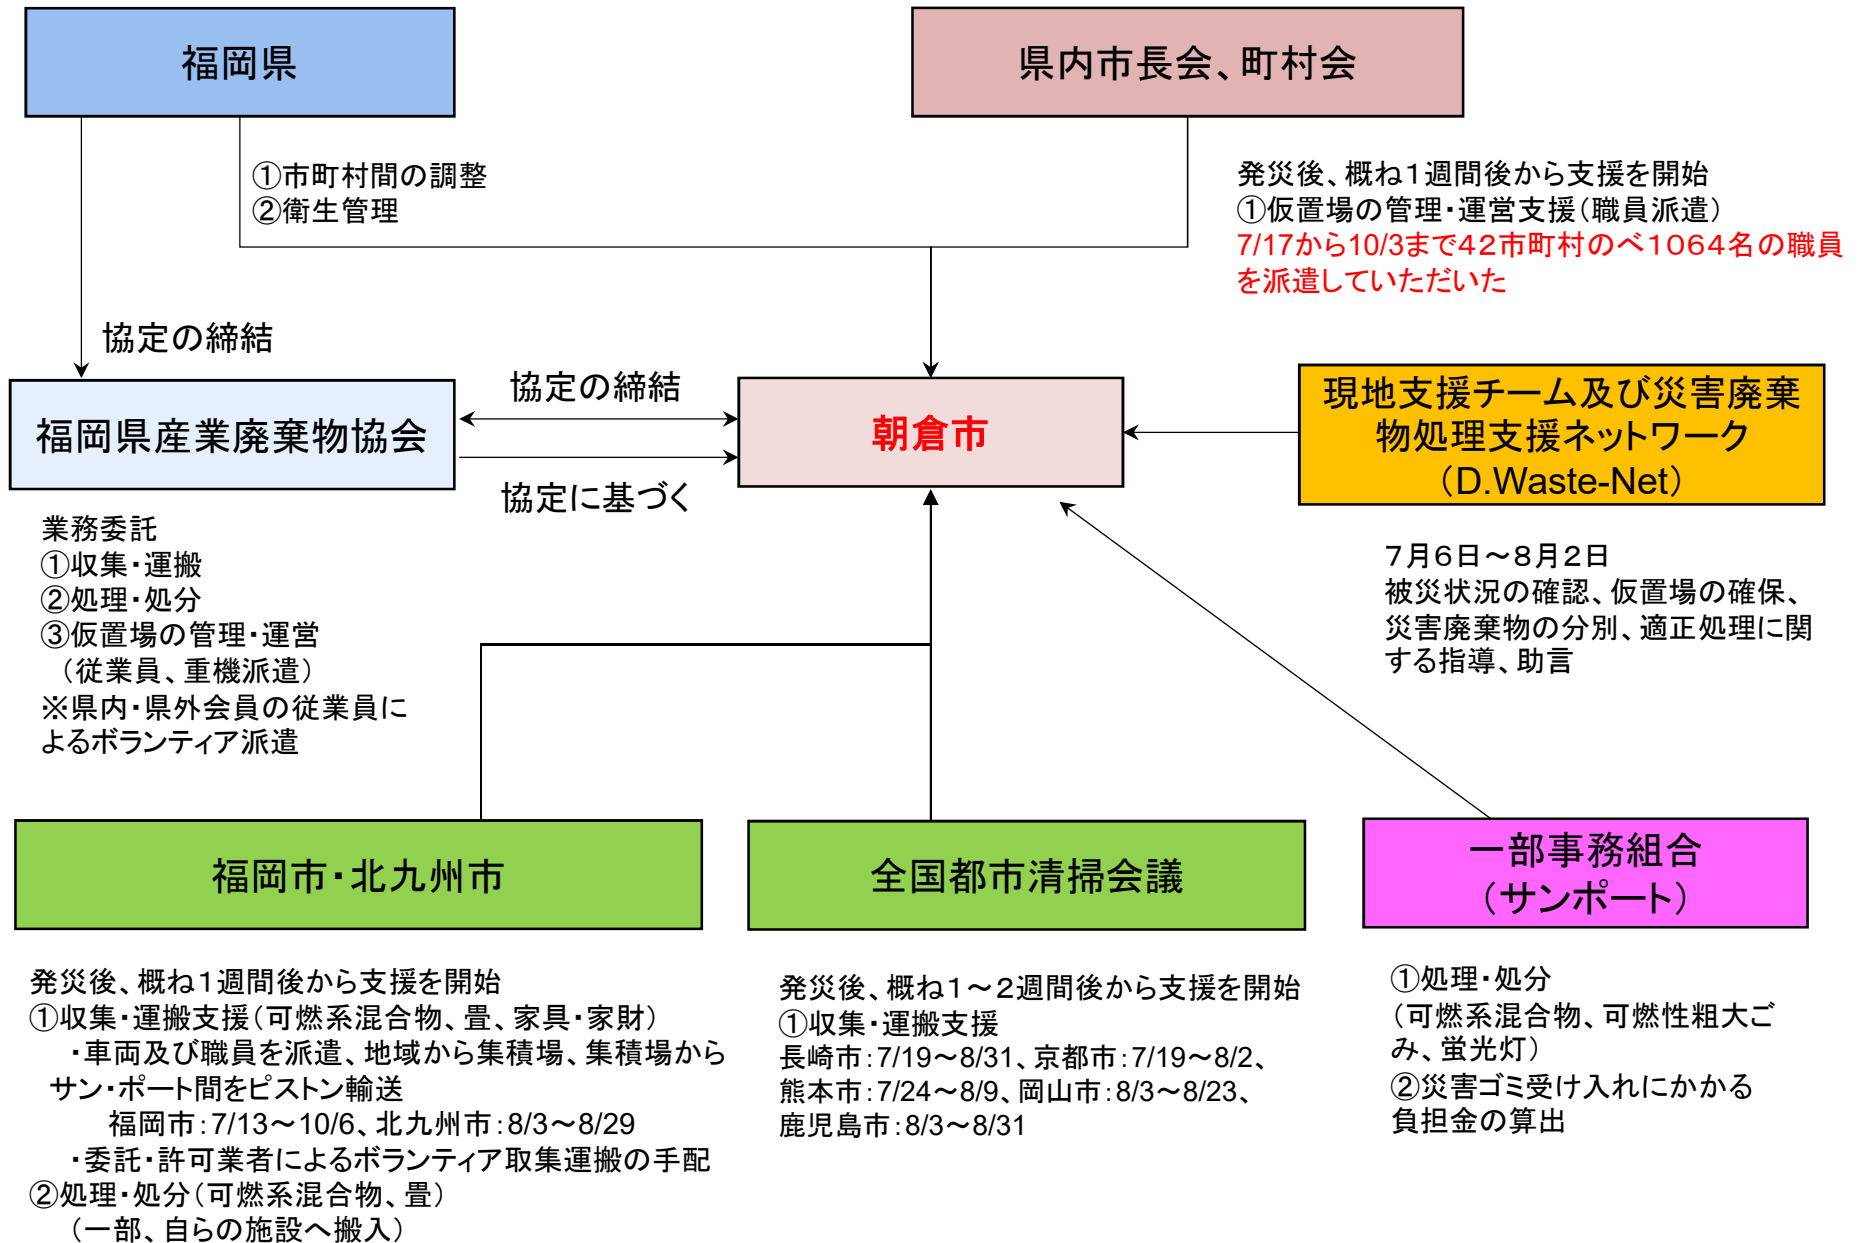 福岡県
県内市長会、町村会
①市町村間の調整
②衛生管理
発災後、概ね１週間後から支援を開始
①仮置場の管理・運営支援（職員派遣）
7/17から10/3まで４２市町村のべ１０６４名の職員
を派遣していただいた
協定の締結
福岡県産業廃棄物協会
協定の締結
協定に基づく
朝倉市
現地支援チーム及び災害廃棄
物処理支援ネットワーク
（D.Waste-Net）
業務委託
①収集・運搬
②処理・処分
③仮置場の管理・運営
（従業員、重機派遣）
※県内・県外会員の従業員に
よるボランティア派遣
７月６日～８月２日
被災状況の確認、仮置場の確保、
災害廃棄物の分別、適正処理に関
する指導、助言
福岡市・北九州市
全国都市清掃会議
一部事務組合
（サンポート）
発災後、概ね１週間後から支援を開始
①収集・運搬支援（可燃系混合物、畳、家具・家財）
・車両及び職員を派遣、地域から集積場、集積場から
サン・ポート間をピストン輸送
福岡市：7/13～10/6、北九州市：8/3～8/29
・委託・許可業者によるボランティア取集運搬の手配
②処理・処分（可燃系混合物、畳）
（一部、自らの施設へ搬入）
発災後、概ね１～２週間後から支援を開始
①収集・運搬支援
長崎市：7/19～8/31、京都市：7/19～8/2、
熊本市：7/24～8/9、岡山市：8/3～8/23、
鹿児島市：8/3～8/31
①処理・処分
（可燃系混合物、可燃性粗大ご
み、蛍光灯）
②災害ゴミ受け入れにかかる
負担金の算出